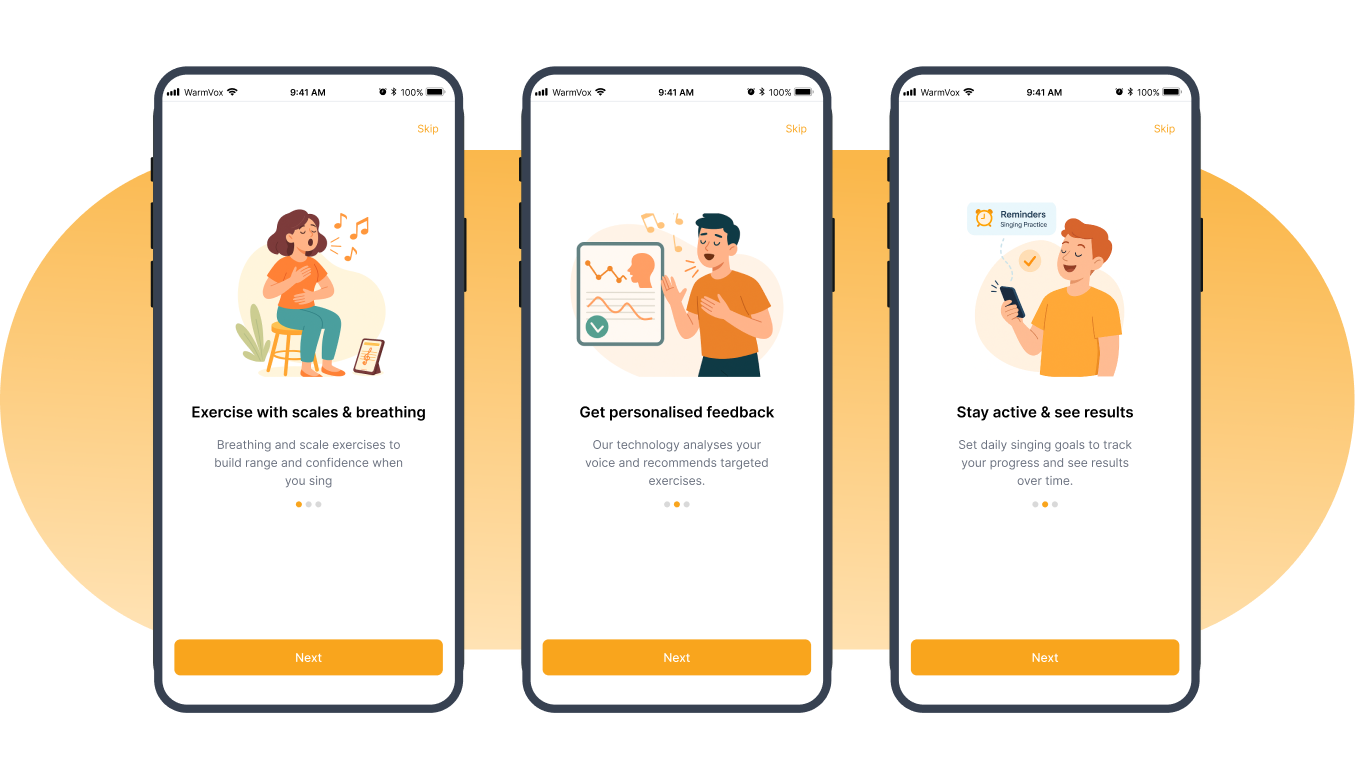 WarmVox
9:41 AM
100%
Skip
Exercise with scales & breathing
Breathing and scale exercises to
build range and confidence when
you sing
Next
WarmVox
9:41 AM
100%
Skip
Get personalised feedback
Our technology analyses your
voice and recommends targeted
exercises.
Next
WarmVox
9:41 AM
100%
Skip
Reminders
Singing Practice
Stay active & see results
Set daily singing goals to track
your progress and see results
over time.
Next